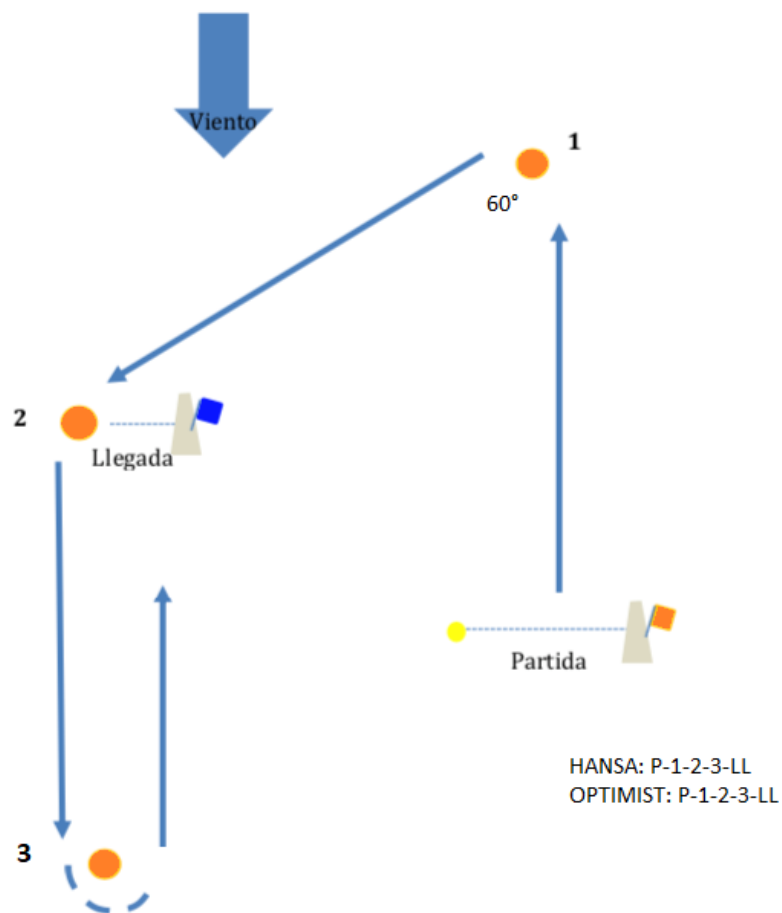 Viento
1
60°
2
Llegada
Partida
HANSA: P-1-2-3-LL
OPTIMIST: P-1-2-3-LL
3